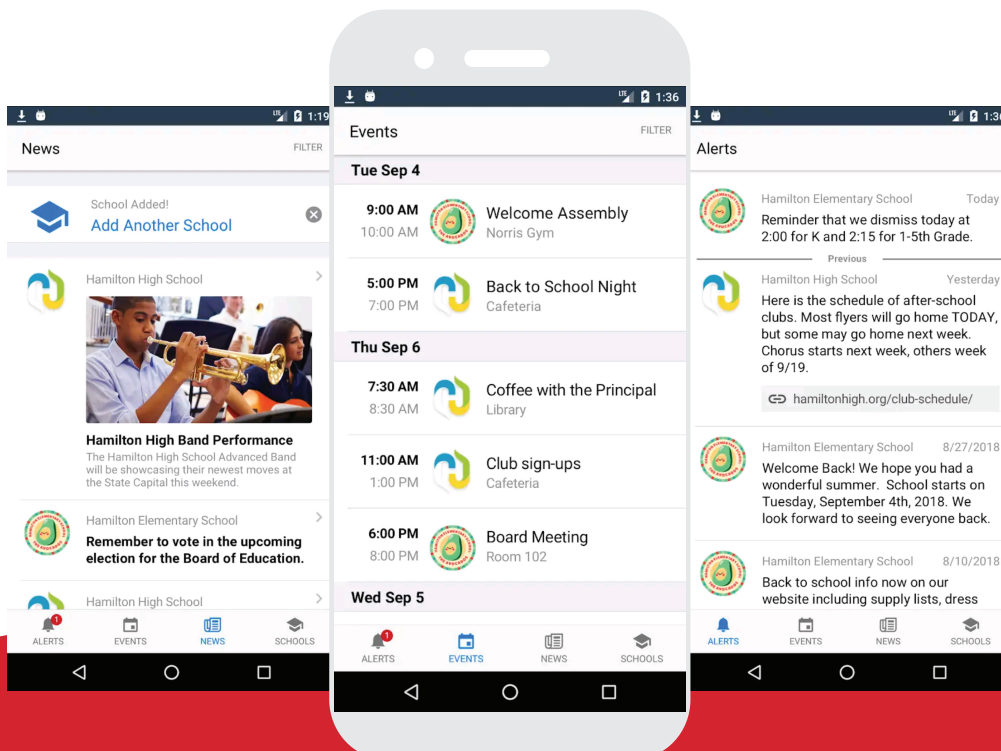 1:19
News
FILTER
School Added!
Add Another School
Hamilton High School
Hamilton High Band Performance
The Hamilton High School Advanced Band
will be showcasing their newest moves at
the State Capital this weekend.
Hamilton Elementary School
Remember to vote in the upcoming
election for the Board of Education.
Hamilton High School
1
ALERTS
EVENTS
NEWS
SCHOOLS
LTE
1:36
Events
FILTER
Tue Sep 4
9:00 AM
10:00 AM
Welcome Assembly
Norris Gym
5:00 PM
7:00 PM
Back to School Night
Cafeteria
Thu Sep 6
7:30 AM
8:30 AM
Coffee with the Principal
Library
11:00 AM
1:00 PM
Club sign-ups
Cafeteria
6:00 PM
8:00 PM
Board Meeting
Room 102
Wed Sep 5
1
ALERTS
EVENTS
NEWS
SCHOOLS
LTE
Alerts
Hamilton Elementary School Today
Reminder that we dismiss today at
2:00 for K and 2:15 for 1-5th Grade.
Previous
Hamilton High School Yesterday
Here is the schedule of after-school
clubs. Most flyers will go home TODAY,
but some may go home next week.
Chorus starts next week, others week
of 9/19.
hamiltonhigh.org/club-schedule/
Hamilton Elementary School 8/27/2018
Welcome Back! We hope you had a
wonderful summer. School starts on
Tuesday, September 4th, 2018. We
look forward to seeing everyone back.
Hamilton Elementary School 8/10/2018
Back to school info now on our
website including supply lists, dress
ALERTS
EVENTS
NEWS
SCHOOLS